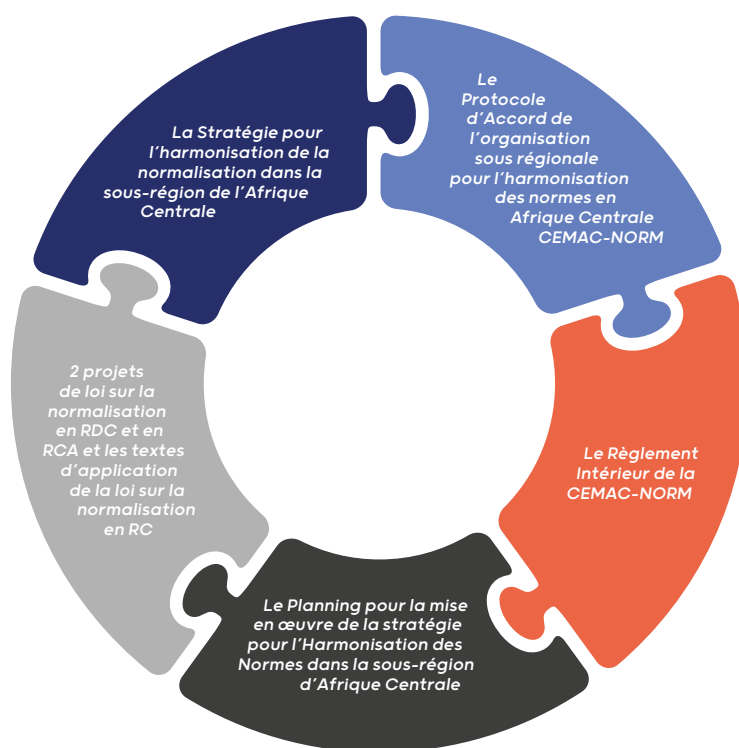 La Stratégie pour
l'harmonisation de la
normalisation dans la
sous-région de l'Afrique
Centrale
Le
Protocole
d'Accord de
l'organisation
sous régionale
pour l'harmonisation
des normes en
Afrique Centrale
CEMAC-NORM
Le Règlement
Intérieur de la
CEMAC-NORM
Le Planning pour la mise
en œuvre de la stratégie
pour l'Harmonisation des
Normes dans la sous-région
d'Afrique Centrale
2 projets
de loi sur la
normalisation
en RDC et en
RCA et les textes
d'application
de la loi sur la
normalisation
en RC